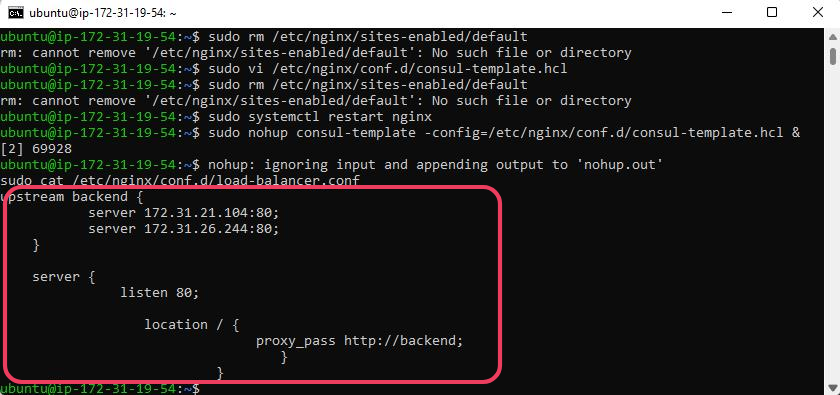 ubuntu@ip-172-31-19-54: ~
ubuntu@ip-172-31-19-54:~$ sudo rm /etc/nginx/sites-enabled/default
rm: cannot remove '/etc/nginx/sites-enabled/default': No such file or directory
ubuntu@ip-172-31-19-54:~$ sudo vi /etc/nginx/conf.d/consul-template.hcl
ubuntu@ip-172-31-19-54:~$ sudo rm /etc/nginx/sites-enabled/default
rm: cannot remove '/etc/nginx/sites-enabled/default': No such file or directory
ubuntu@ip-172-31-19-54:~$ sudo systemctl restart nginx
ubuntu@ip-172-31-19-54:~$ sudo nohup consul-template -config=/etc/nginx/conf.d/consul-template.hcl &
[2] 69928
ubuntu@ip-172-31-19-54:~$ nohup: ignoring input and appending output to 'nohup.out'
sudo cat /etc/nginx/conf.d/load-balancer.conf
upstream backend {
server 172.31.21.104:80;
server 172.31.26.244:80;
}
server {
listen 80;
location / {
proxy_pass http://backend;
}
}
ubuntu@ip-172-31-19-54:~$